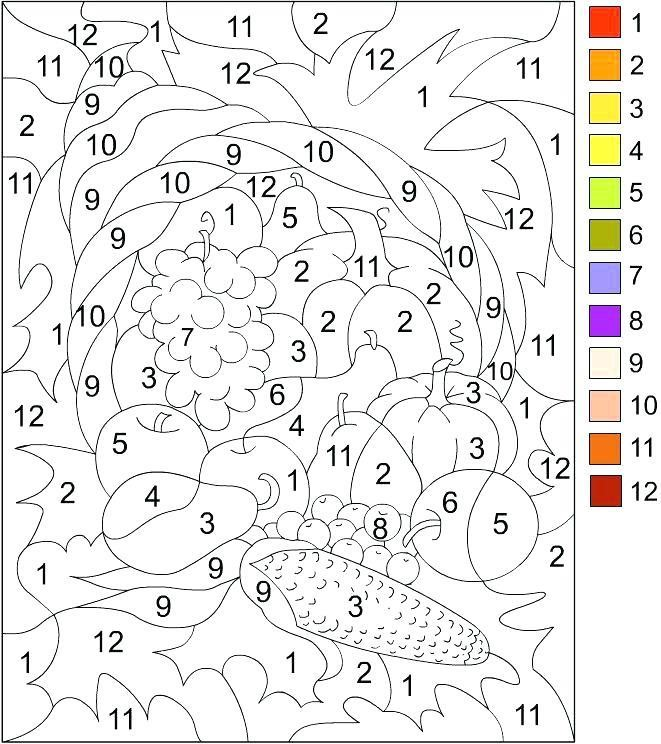 12 1 11 2 1
11 10 12 12 11 2
9 1 3
2 10 9 10 1 4
11 9 10 12 9 12 5
1 5
9 2 11 10 6
10 2 2 2 9 7
1 7 3 11 8
9 3 6 3 10 9
12 5 4 1 10
11 2 3 12 11
2 4 1 6 12
3 8 5
1 9 2
9 9 3
12
1 1 2 1
11 11